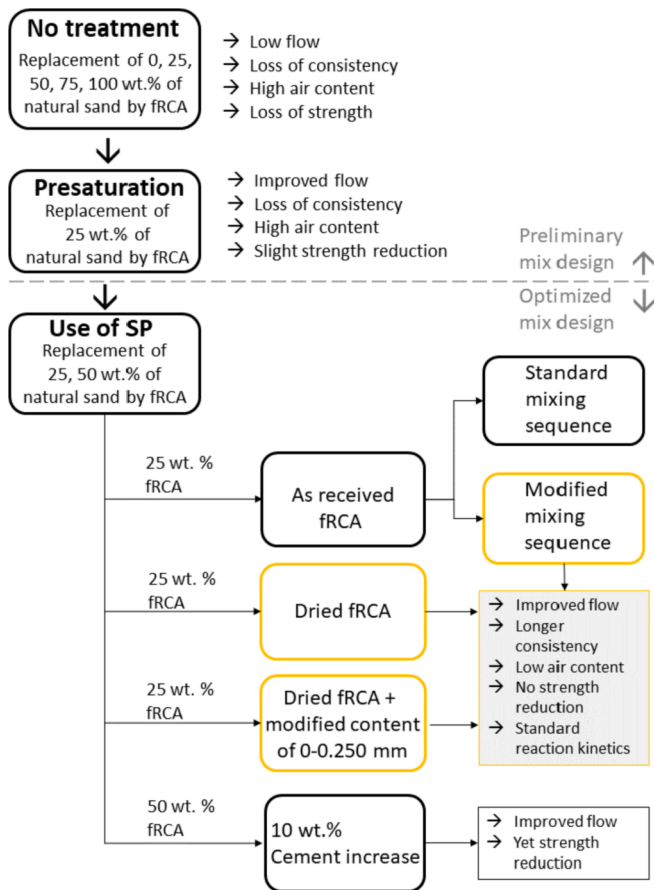 No treatment
Replacement of 0, 25,
50, 75, 100 wt.% of
natural sand by fRCA
→ Low flow
→ Loss of consistency
→ High air content
→ Loss of strength
Presaturation
Replacement of
25 wt.% of
natural sand by fRCA
→ Improved flow
→ Loss of consistency
→ High air content
→ Slight strength reduction
Preliminary
mix design
Optimized
mix design
Use of SP
Replacement of
25, 50 wt.% of
natural sand by fRCA
Standard
mixing
sequence
25 wt. %
fRCA
As received
fRCA
Modified
mixing
sequence
25 wt. %
fRCA
Dried fRCA
→ Improved flow
→ Longer
consistency
→ Low air content
→ No strength
reduction
→ Standard
reaction kinetics
25 wt. %
fRCA
Dried fRCA +
modified content
of 0-0.250 mm
50 wt. %
fRCA
10 wt.%
Cement increase
→ Improved flow
→ Yet strength
reduction